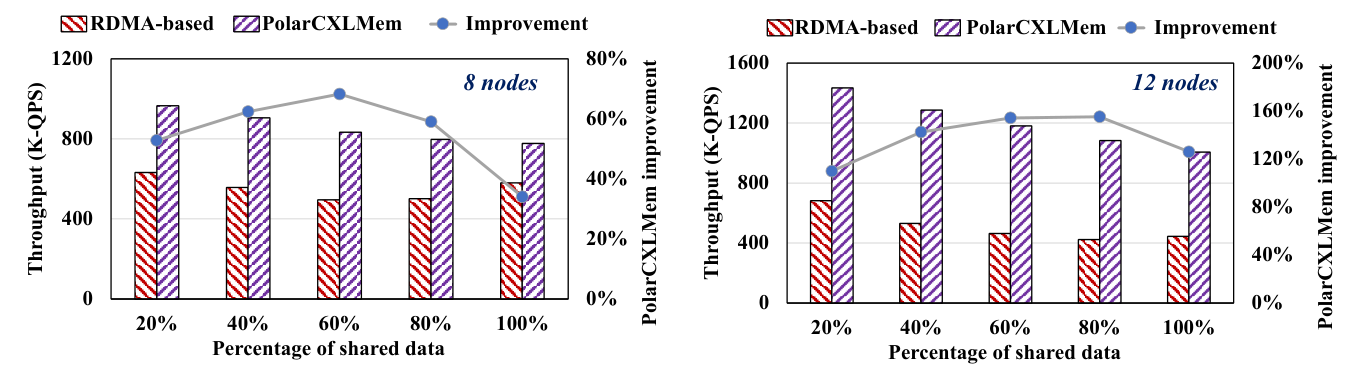 RDMA-based PolarCXLMem Improvement
8 nodes
Throughput (K-QPS)
1200
800
400
0
80%
60%
40%
20%
0%
PolarCXLMem improvement
20% 40% 60% 80% 100%
Percentage of shared data
RDMA-based PolarCXLMem Improvement
12 nodes
Throughput (K-QPS)
1600
1200
800
400
0
200%
160%
120%
80%
40%
0%
PolarCXLMem improvement
20% 40% 60% 80% 100%
Percentage of shared data